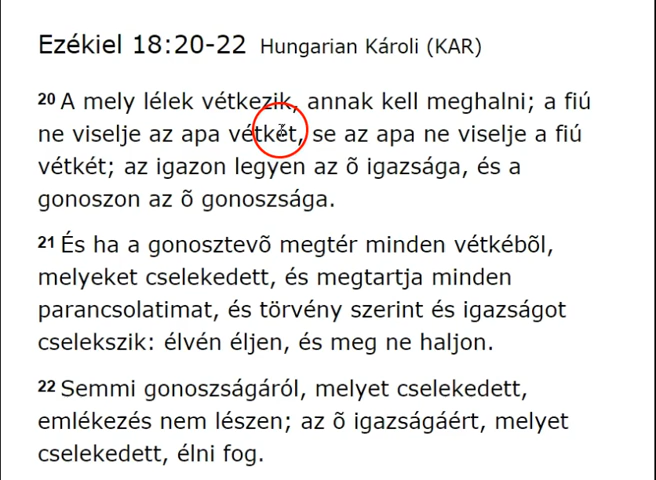 Ezékiel 18:20-22 Hungarian Károli (KAR)
20 A mely lélek vétkezik, annak kell meghalni; a fiú
ne viselje az apa vétkét, se az apa ne viselje a fiú
vétkét; az igazon legyen az õ igazsága, és a
gonoszon az õ gonoszsága.
21 És ha a gonosztevõ megtér minden vétkébõl,
melyeket cselekedett, és megtartja minden
parancsolatimat, és törvény szerint és igazságot
cselekszik: élvén éljen, és meg ne haljon.
22 Semmi gonoszságáról, melyet cselekedett,
emlékezés nem lészen; az õ igazságáért, melyet
cselekedett, élni fog.